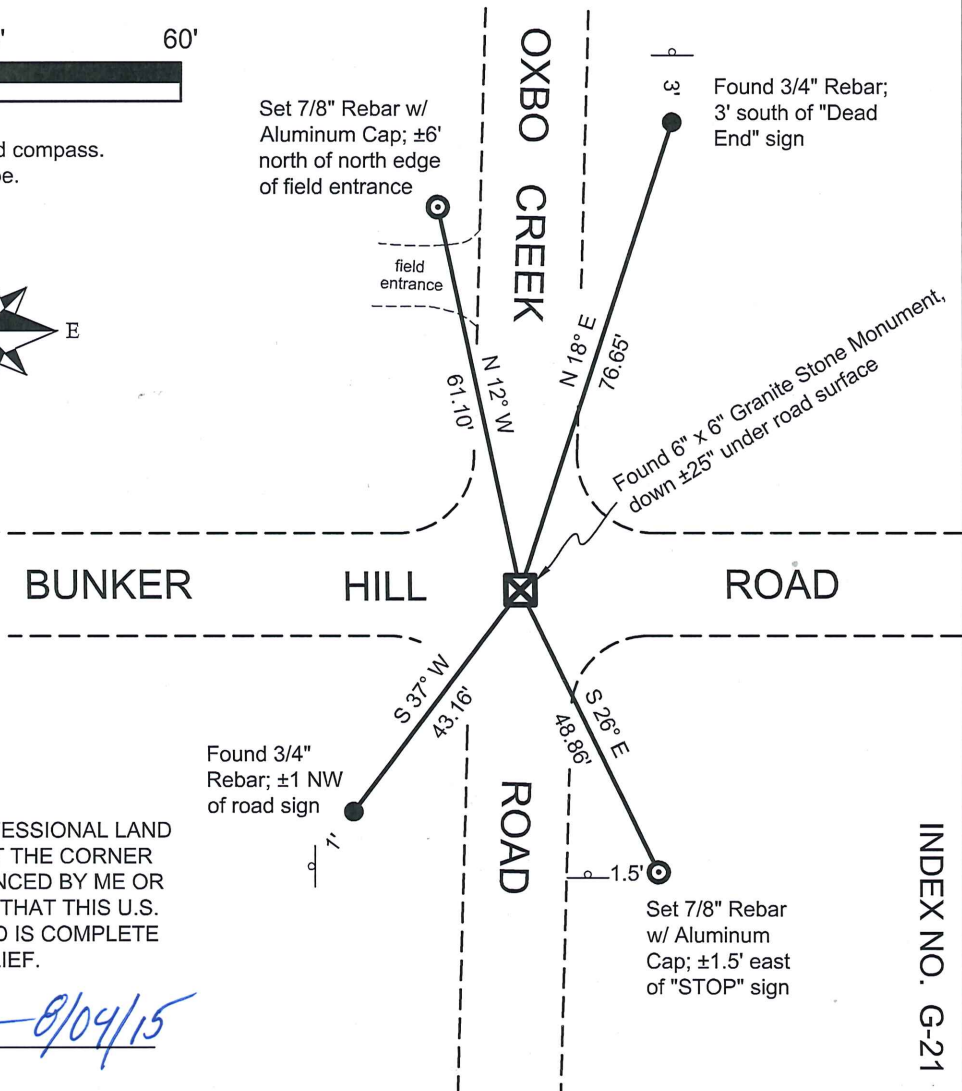 60'
d compass.
Set 7/8" Rebar w/
Aluminum Cap; ±6'
north of north edge
of field entrance
OXBO CREEK
3'
Found 3/4" Rebar;
3' south of "Dead
End" sign
field
entrance
E
N 12° W
61.10'
N 18° E
76.65'
Found 6" x 6" Granite Stone Monument,
down ±25" under road surface
BUNKER HILL ROAD
S 37° W
43.16'
S 26° E
48.86'
Found 3/4"
Rebar; ±1 NW
of road sign
1'
ROAD
1.5'
Set 7/8" Rebar
w/ Aluminum
Cap; ±1.5' east
of "STOP" sign
ESSIONAL LAND
T THE CORNER
NCED BY ME OR
THAT THIS U.S.
D IS COMPLETE
IEF.
8/04/15
INDEX NO. G-21